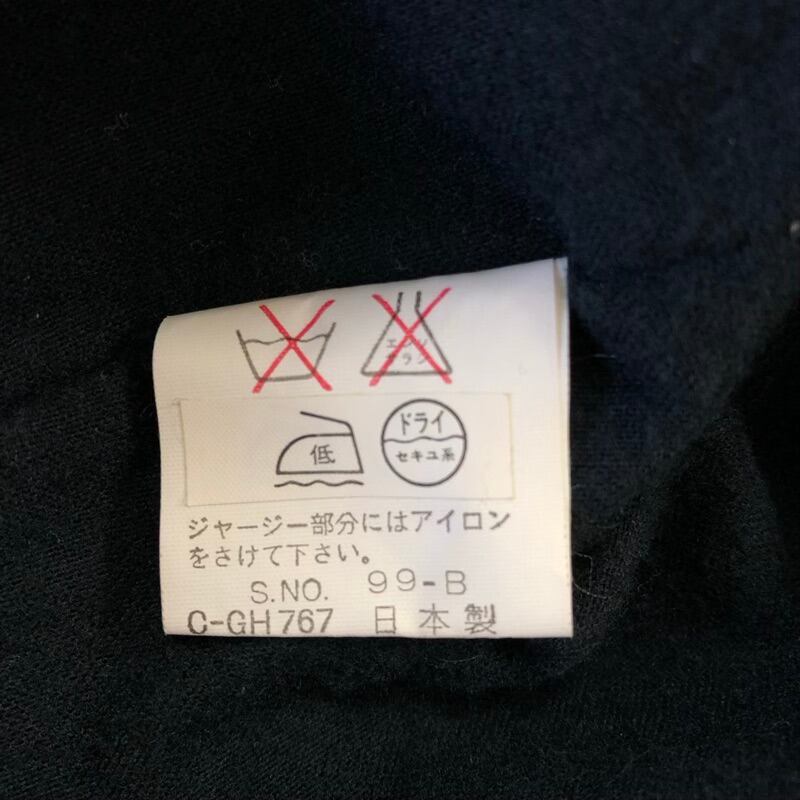 エンソ
サラシ
低
ドライ
セキユ系
ジャージー部分にはアイロン
をさけて下さい。
S.NO. 99-B
C-GH767 日本製